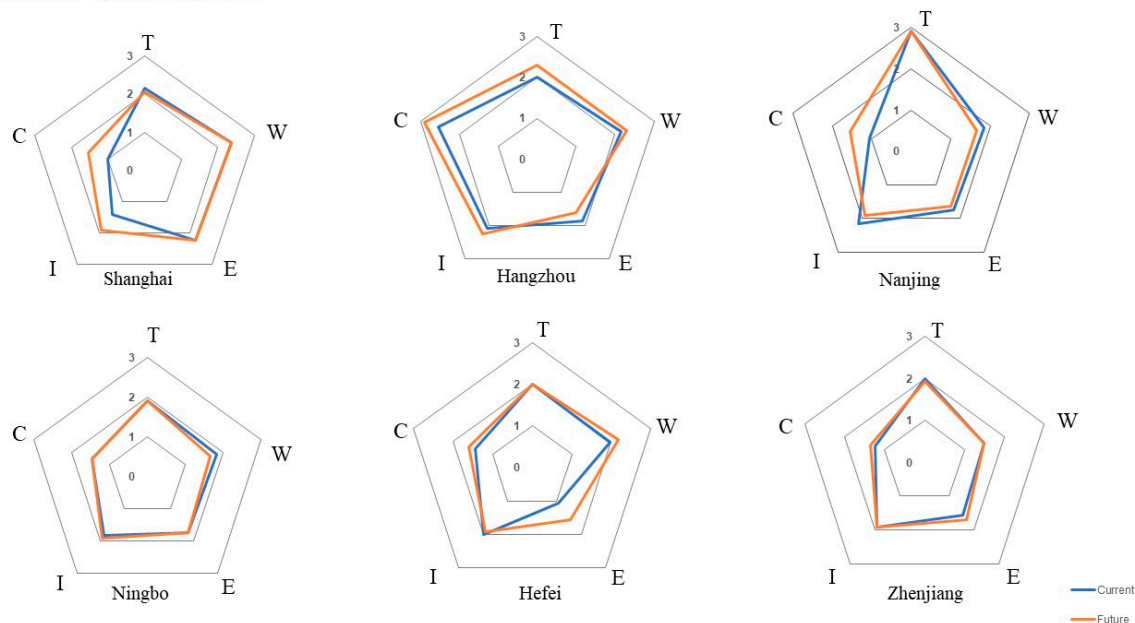 T
3
2
1
0
C
W
I
E
Shanghai
T
3
2
1
0
C
W
I
E
Hangzhou
3
T
2
1
0
C
W
I
E
Nanjing
T
3
2
1
0
C
W
I
E
Ningbo
T
3
2
1
0
C
W
I
E
Hefei
T
3
2
1
0
C
W
I
E
Zhenjiang
Current
Future